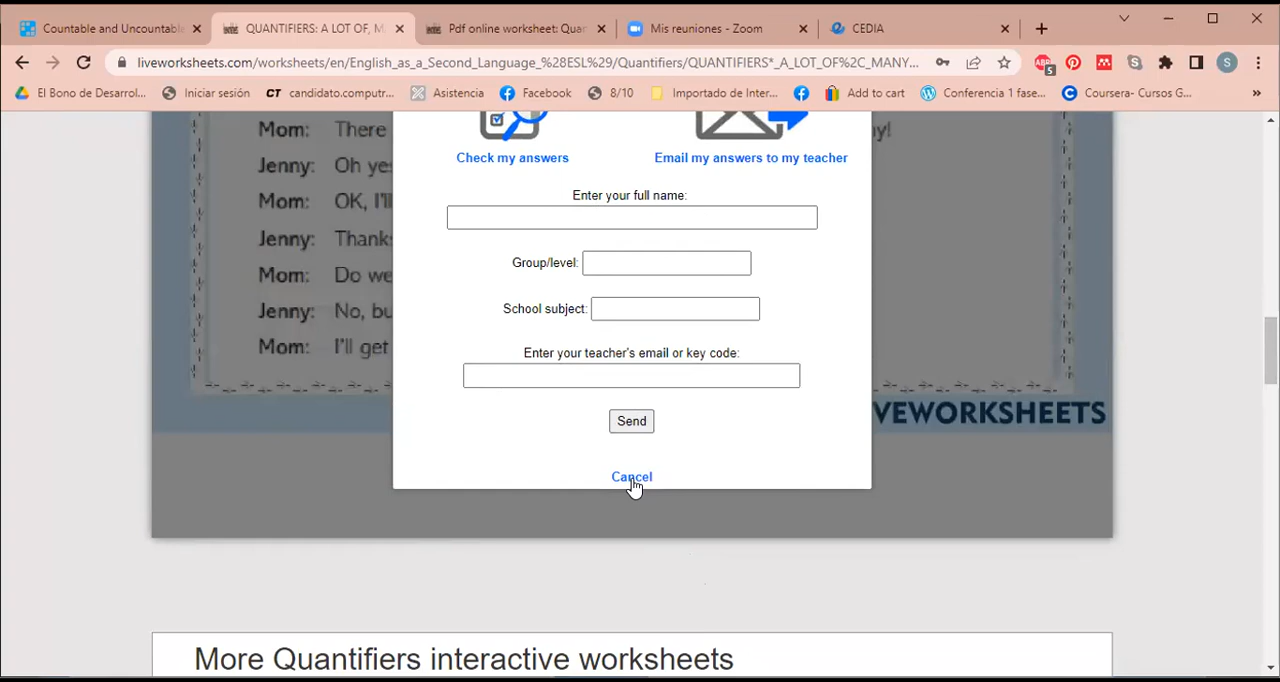 Countable and Uncountabl
QUANTIFIERS: A LOT OF, M
Pdf online worksheet: Quan
Mis reuniones - Zoom
CEDIA
liveworksheets.com/worksheets/en/English_as_a_Second_Language_%28ESL%29/Quantifiers/QUANTIFIERS*_A_LOT_OF%2C_MANY...
El Bono de Desarrol...
Iniciar sesión
CT candidato.computr...
Asistencia
Facebook
8/10
Importado de Inter...
Add to cart
Conferencia 1 fase...
Coursera- Cursos G...
Mom: There
Jenny: Oh yes
Mom: OK, I'll
Jenny: Thanks
Mom: Do we
Jenny: No, bu
Mom: I'll get
y!
Check my answers
Email my answers to my teacher
Enter your full name:
Group/level:
School subject:
Enter your teacher's email or key code:
Send
Cancel
VEWORKSHEETS
More Quantifiers interactive worksheets